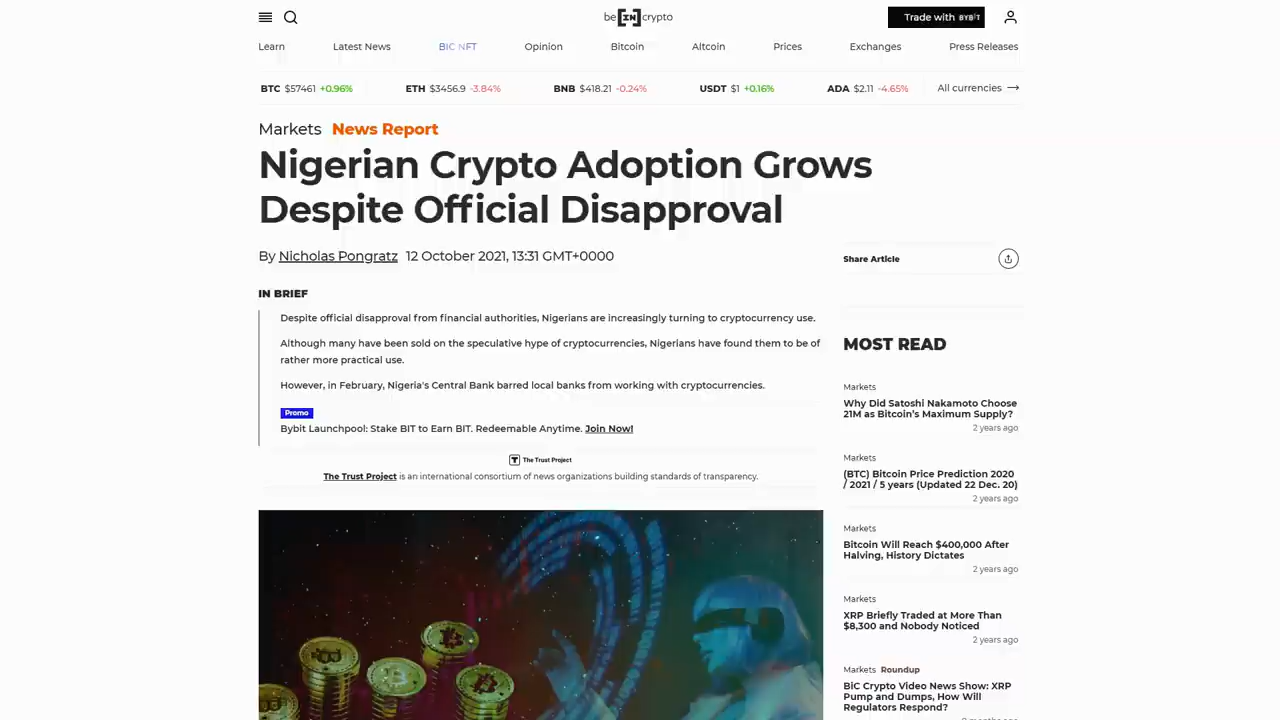 be[IN]crypto
Trade with BYBIT
Learn
Latest News
BIC NFT
Opinion
Bitcoin
Altcoin
Prices
Exchanges
Press Releases
BTC $57461 +0.96%
ETH $3456.9 -3.84%
BNB $418.21 -0.24%
USDT $1 +0.16%
ADA $2.11 -4.65%
All currencies
Markets News Report
Nigerian Crypto Adoption Grows
Despite Official Disapproval
By Nicholas Pongratz 12 October 2021, 13:31 GMT+0000
Share Article
IN BRIEF
Despite official disapproval from financial authorities, Nigerians are increasingly turning to cryptocurrency use.
Although many have been sold on the speculative hype of cryptocurrencies, Nigerians have found them to be of
rather more practical use.
However, in February, Nigeria's Central Bank barred local banks from working with cryptocurrencies.
Promo
Bybit Launchpool: Stake BIT to Earn BIT. Redeemable Anytime. Join Now!
The Trust Project
The Trust Project is an international consortium of news organizations building standards of transparency.
MOST READ
Markets
Why Did Satoshi Nakamoto Choose
21M as Bitcoin's Maximum Supply?
2 years ago
Markets
(BTC) Bitcoin Price Prediction 2020
/ 2021 / 5 years (Updated 22 Dec. 20)
2 years ago
Markets
Bitcoin Will Reach $400,000 After
Halving, History Dictates
2 years ago
Markets
XRP Briefly Traded at More Than
$8,300 and Nobody Noticed
2 years ago
Markets Roundup
BiC Crypto Video News Show: XRP
Pump and Dumps, How Will
Regulators Respond?